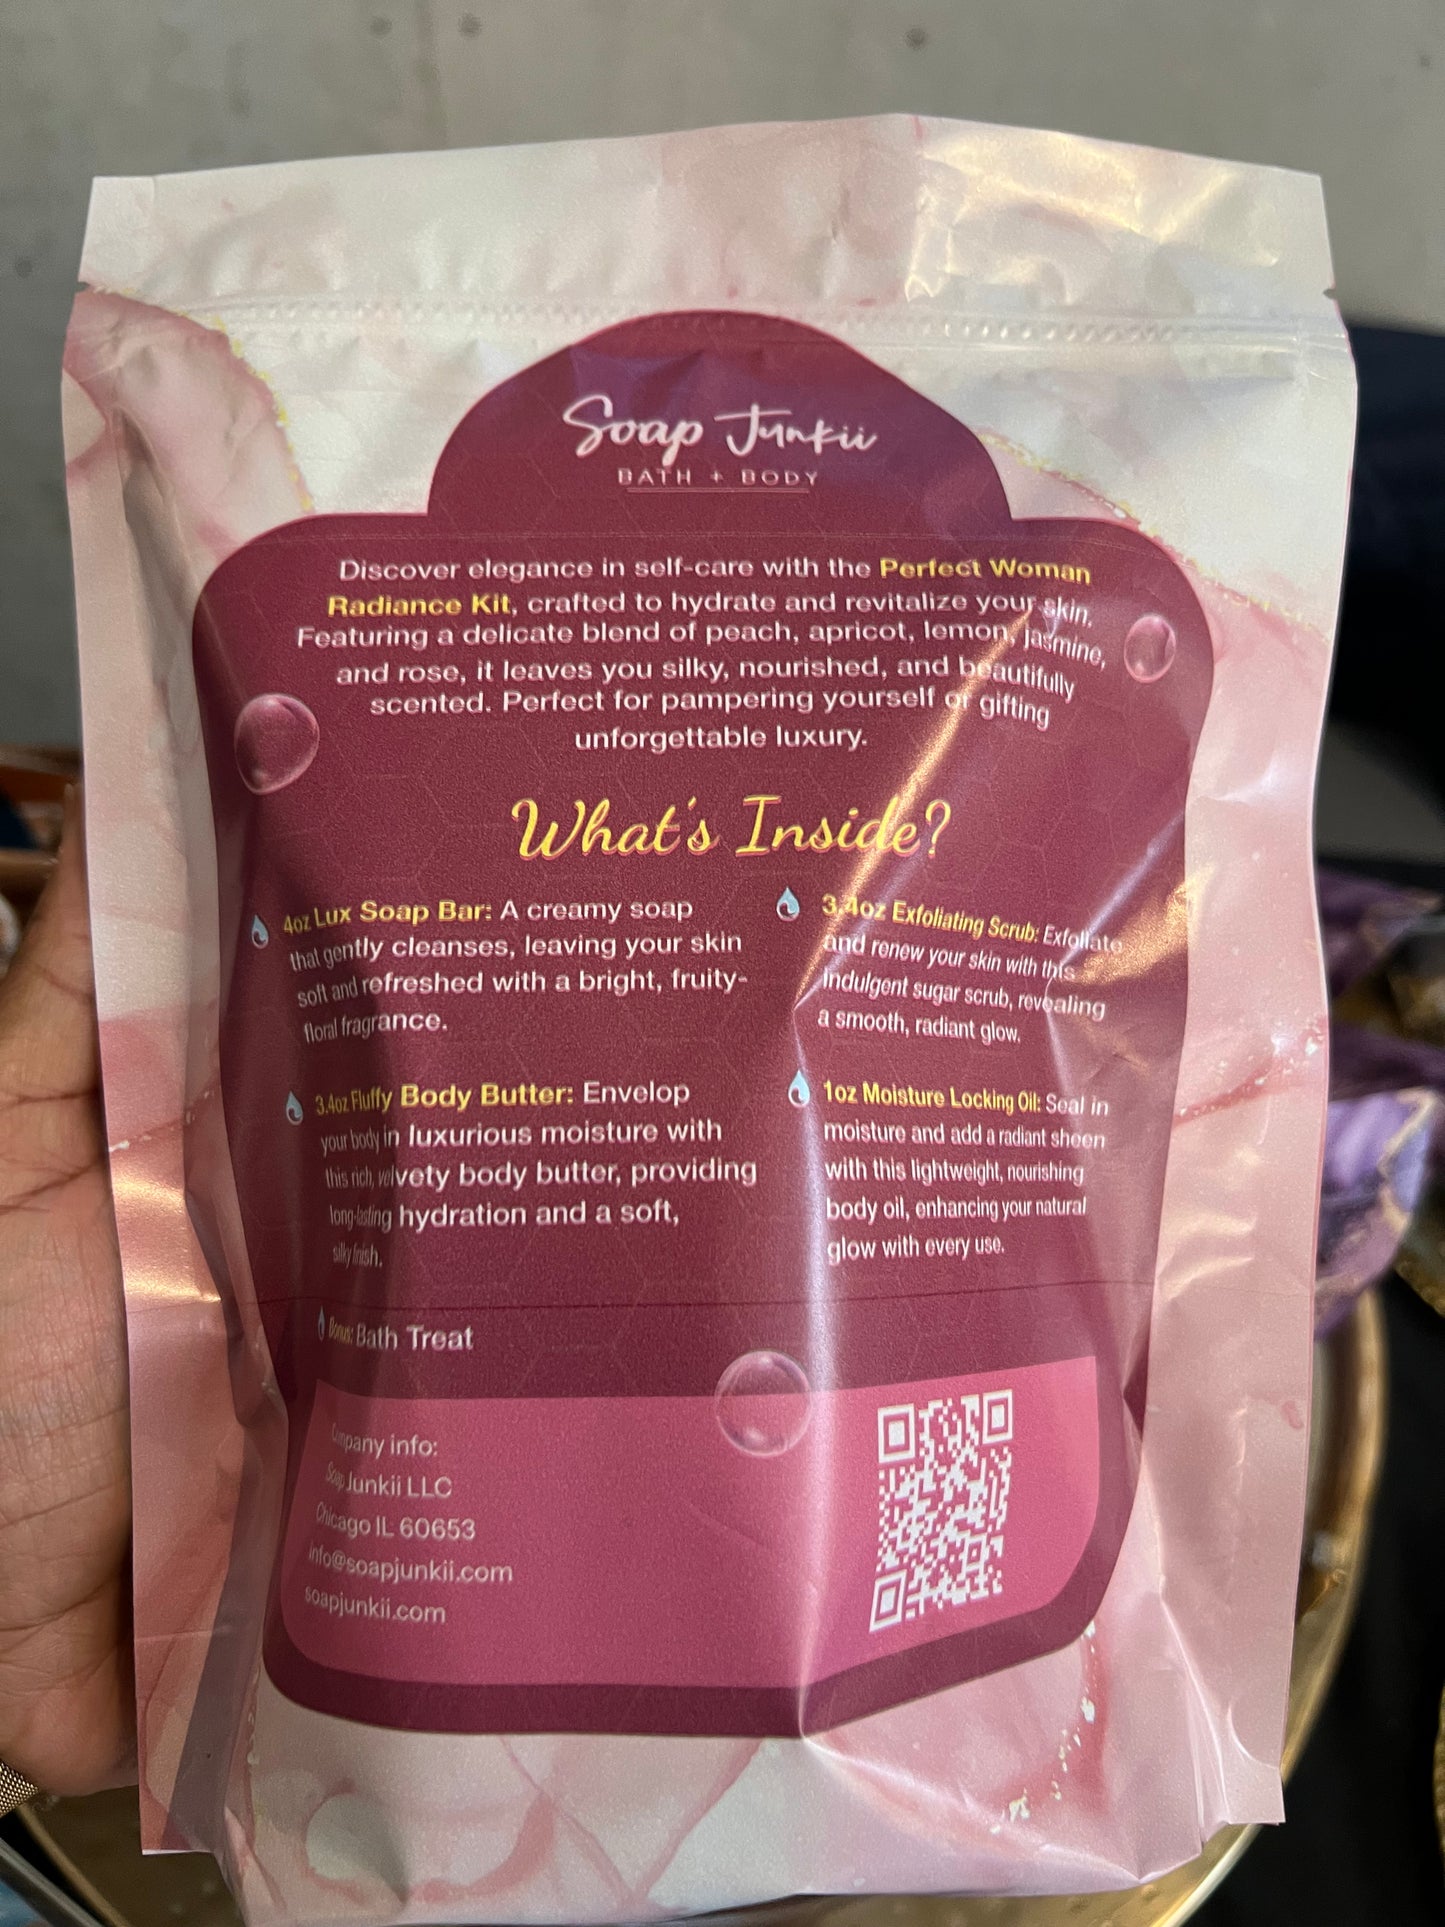 Soap Junkii
BATH + BODY
Discover elegance in self-care with the Perfect Woman
Radiance Kit, crafted to hydrate and revitalize your skin.
Featuring a delicate blend of peach, apricot, lemon, jasmine,
and rose, it leaves you silky, nourished, and beautifully
scented. Perfect for pampering yourself or gifting
unforgettable luxury.
What's Inside?
4oz Lux Soap Bar: A creamy soap
that gently cleanses, leaving your skin
soft and refreshed with a bright, fruity-
floral fragrance.
3.4oz Fluffy Body Butter: Envelop
your body in luxurious moisture with
this rich, velvety body butter, providing
long-lasting hydration and a soft,
silky finish.
Bonus: Bath Treat
3.4oz Exfoliating Scrub: Exfoliate
and renew your skin with this
indulgent sugar scrub, revealing
a smooth, radiant glow.
1oz Moisture Locking Oil: Seal in
moisture and add a radiant sheen
with this lightweight, nourishing
body oil, enhancing your natural
glow with every use.
Company info:
Soap Junkii LLC
Chicago IL 60653
info@soapjunkii.com
soapjunkii.com